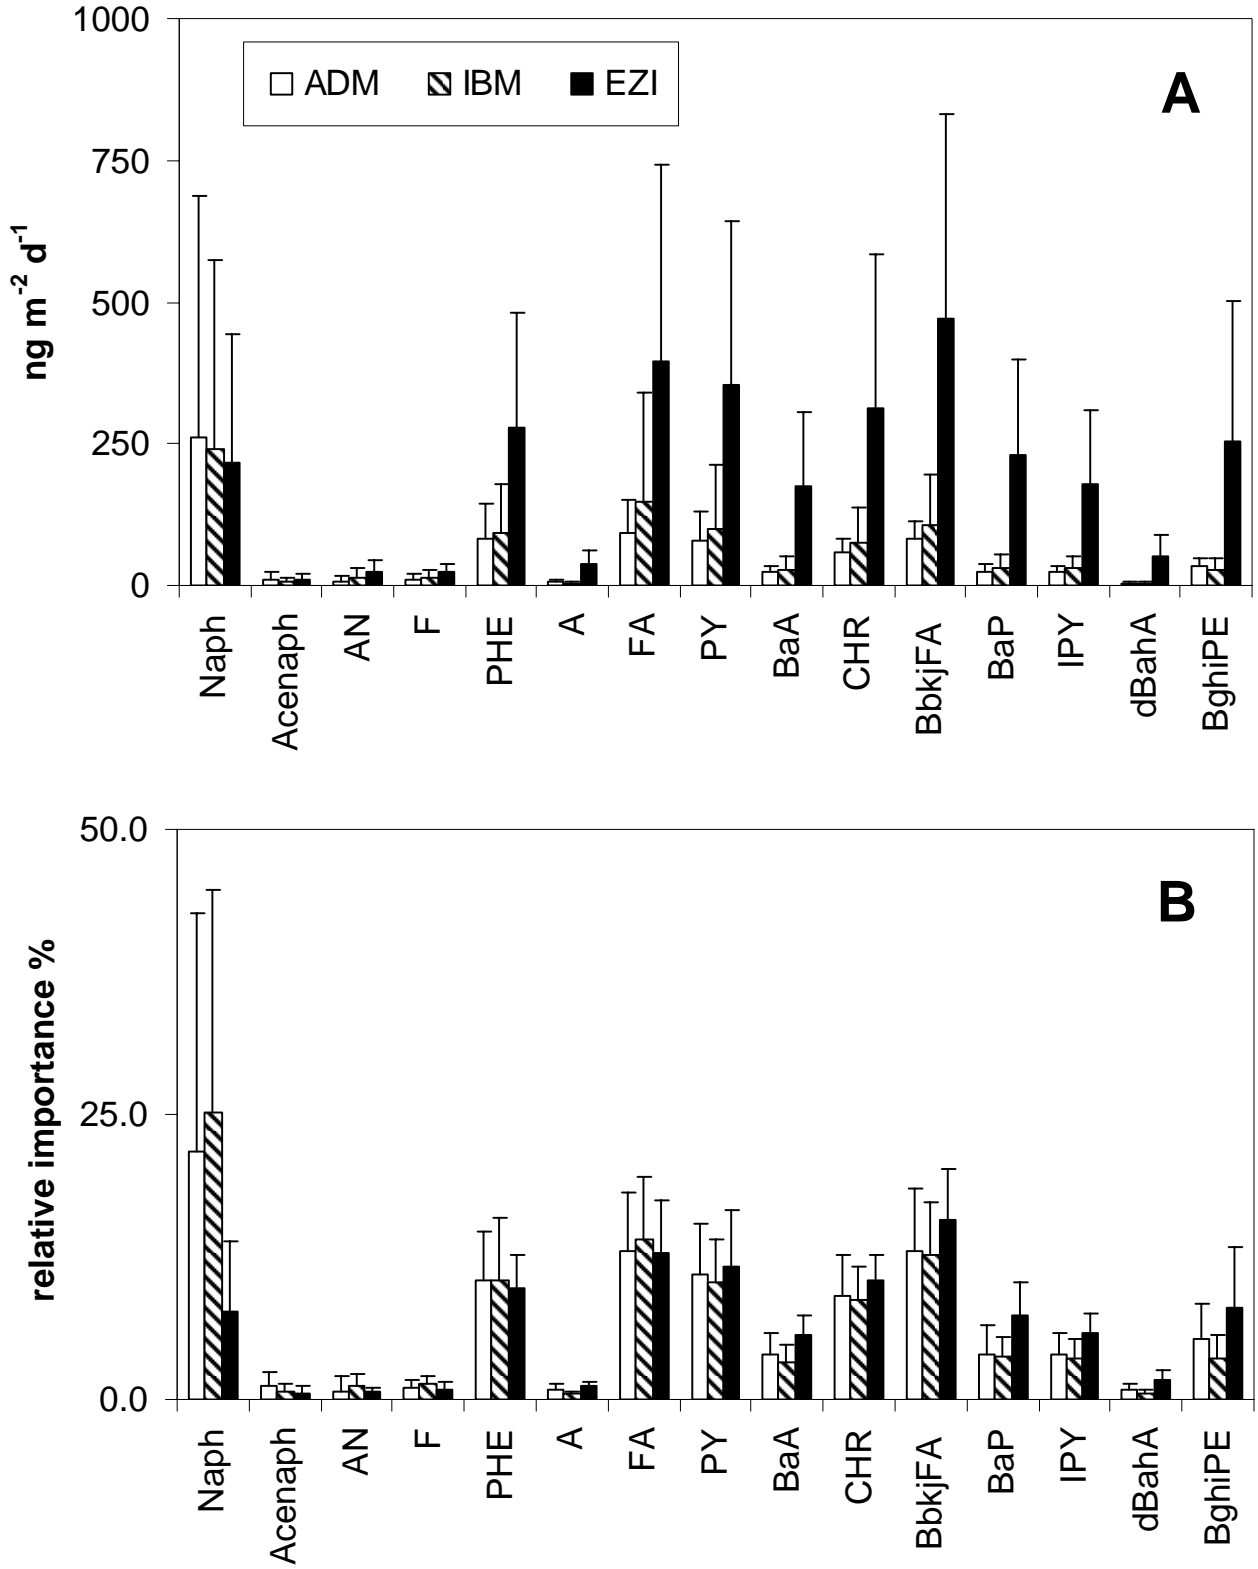 1000
ADM IBM EZI
A
750
500
250
0
ng m-2 d-1
Naph Acenaph AN F PHE A FA PY BaA CHR BbkjFA BaP IPY dBahA BghiPE
50.0
B
25.0
0.0
relative importance %
Naph Acenaph AN F PHE A FA PY BaA CHR BbkjFA BaP IPY dBahA BghiPE